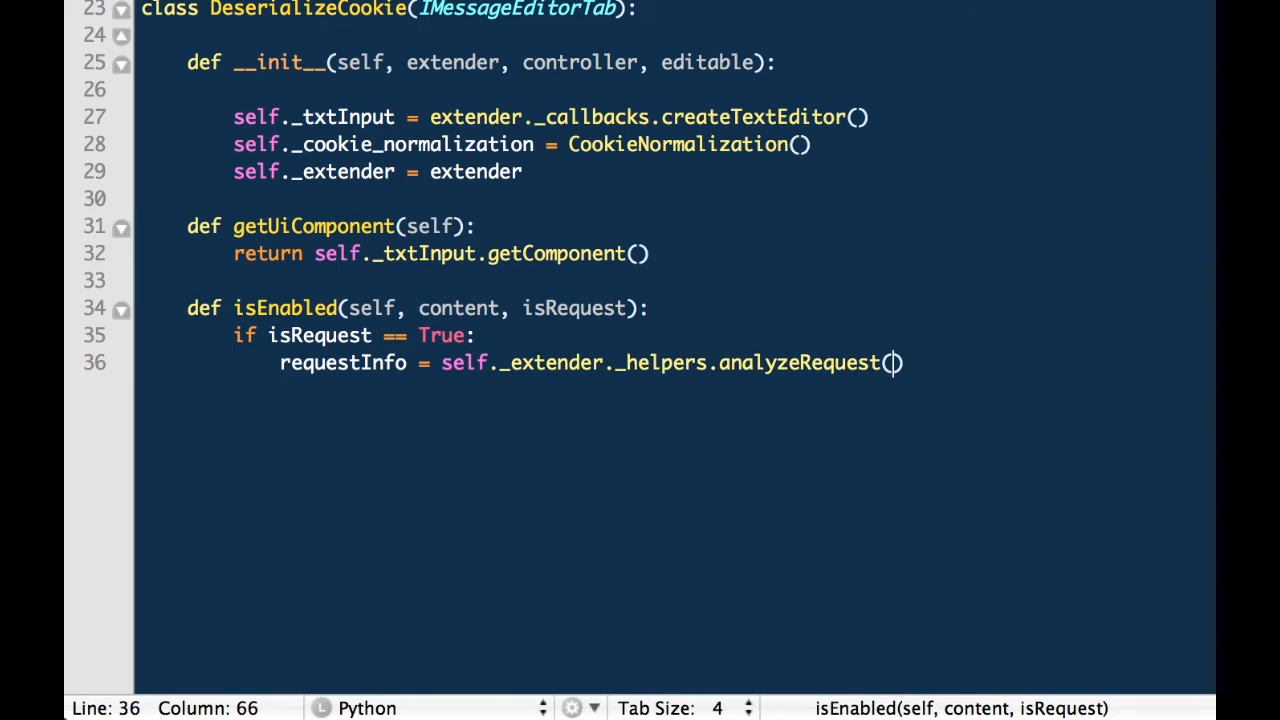 23 class DeserializeCookie(IMessageEditorTab):
24
25 def __init__(self, extender, controller, editable):
26
27 self._txtInput = extender._callbacks.createTextEditor()
28 self._cookie_normalization = CookieNormalization()
29 self._extender = extender
30
31 def getUiComponent(self):
32 return self._txtInput.getComponent()
33
34 def isEnabled(self, content, isRequest):
35 if isRequest == True:
36 requestInfo = self._extender._helpers.analyzeRequest()
Line: 36 Column: 66 L Python Tab Size: 4 isEnabled(self, content, isRequest)